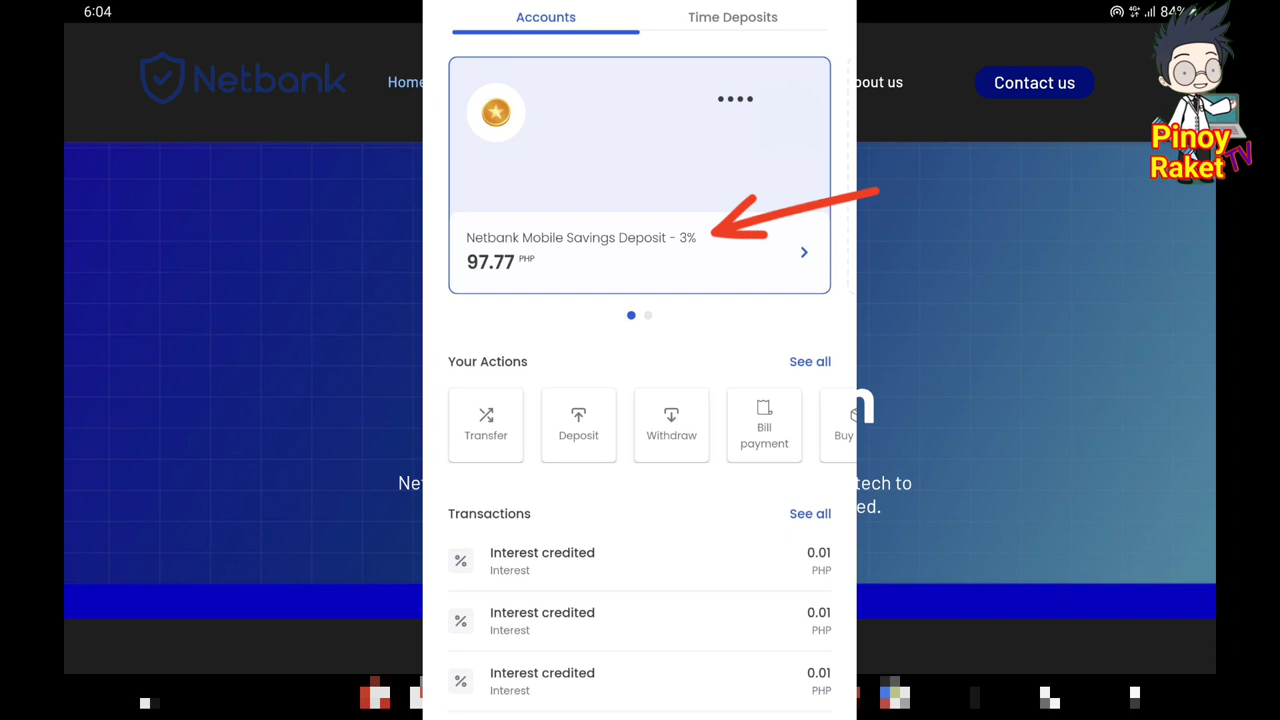 6:04
84%
Accounts
Time Deposits
Netbank
Home
bout us
Contact us
Pinoy
Raket TV
Netbank Mobile Savings Deposit - 3%
97.77 PHP
Your Actions
See all
Transfer
Deposit
Withdraw
Bill
payment
Buy
n
Ne
tech to
ed.
Transactions
See all
Interest credited
0.01
Interest
PHP
Interest credited
0.01
Interest
PHP
Interest credited
0.01
Interest
PHP